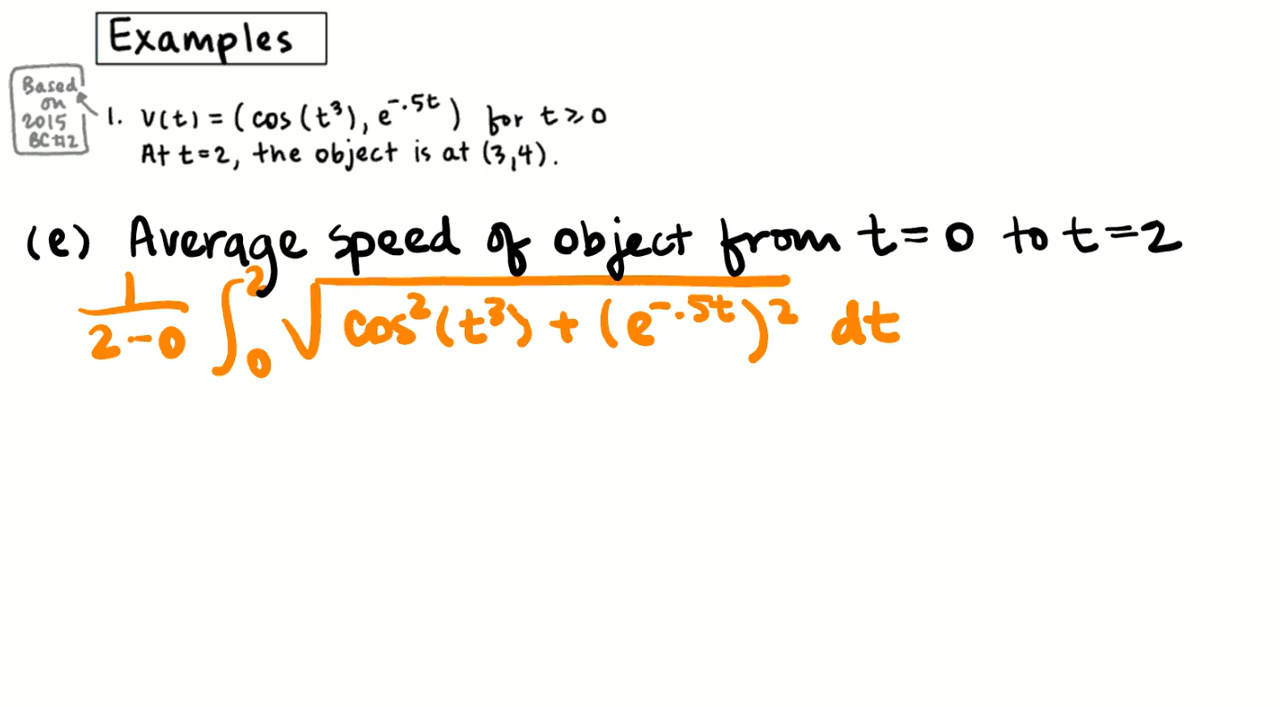 Examples
Based
on
2015
BC#2
1. v(t) = (cos(t³), e^-.5t) for t ≥ 0
At t=2, the object is at (3,4).
(e) Average speed of object from t=0 to t=2
1/(2-0) ∫₀² √(cos²(t³) + (e^-.5t)²) dt